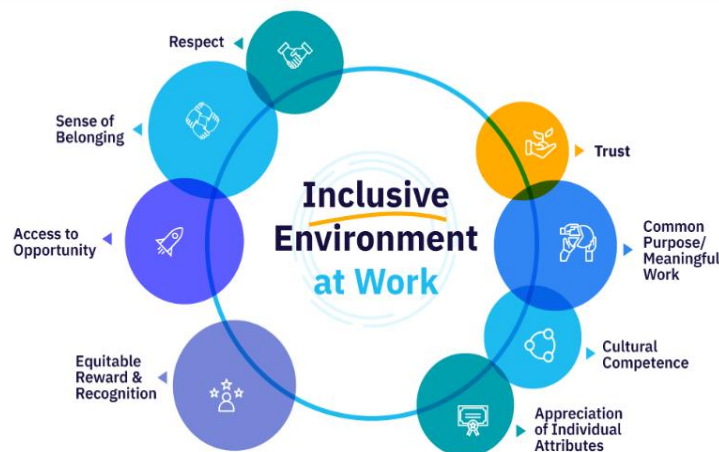 Respect
Sense of
Belonging
Access to
Opportunity
Equitable
Reward &
Recognition
Inclusive
Environment
at Work
Trust
Common
Purpose/
Meaningful
Work
Cultural
Competence
Appreciation
of Individual
Attributes